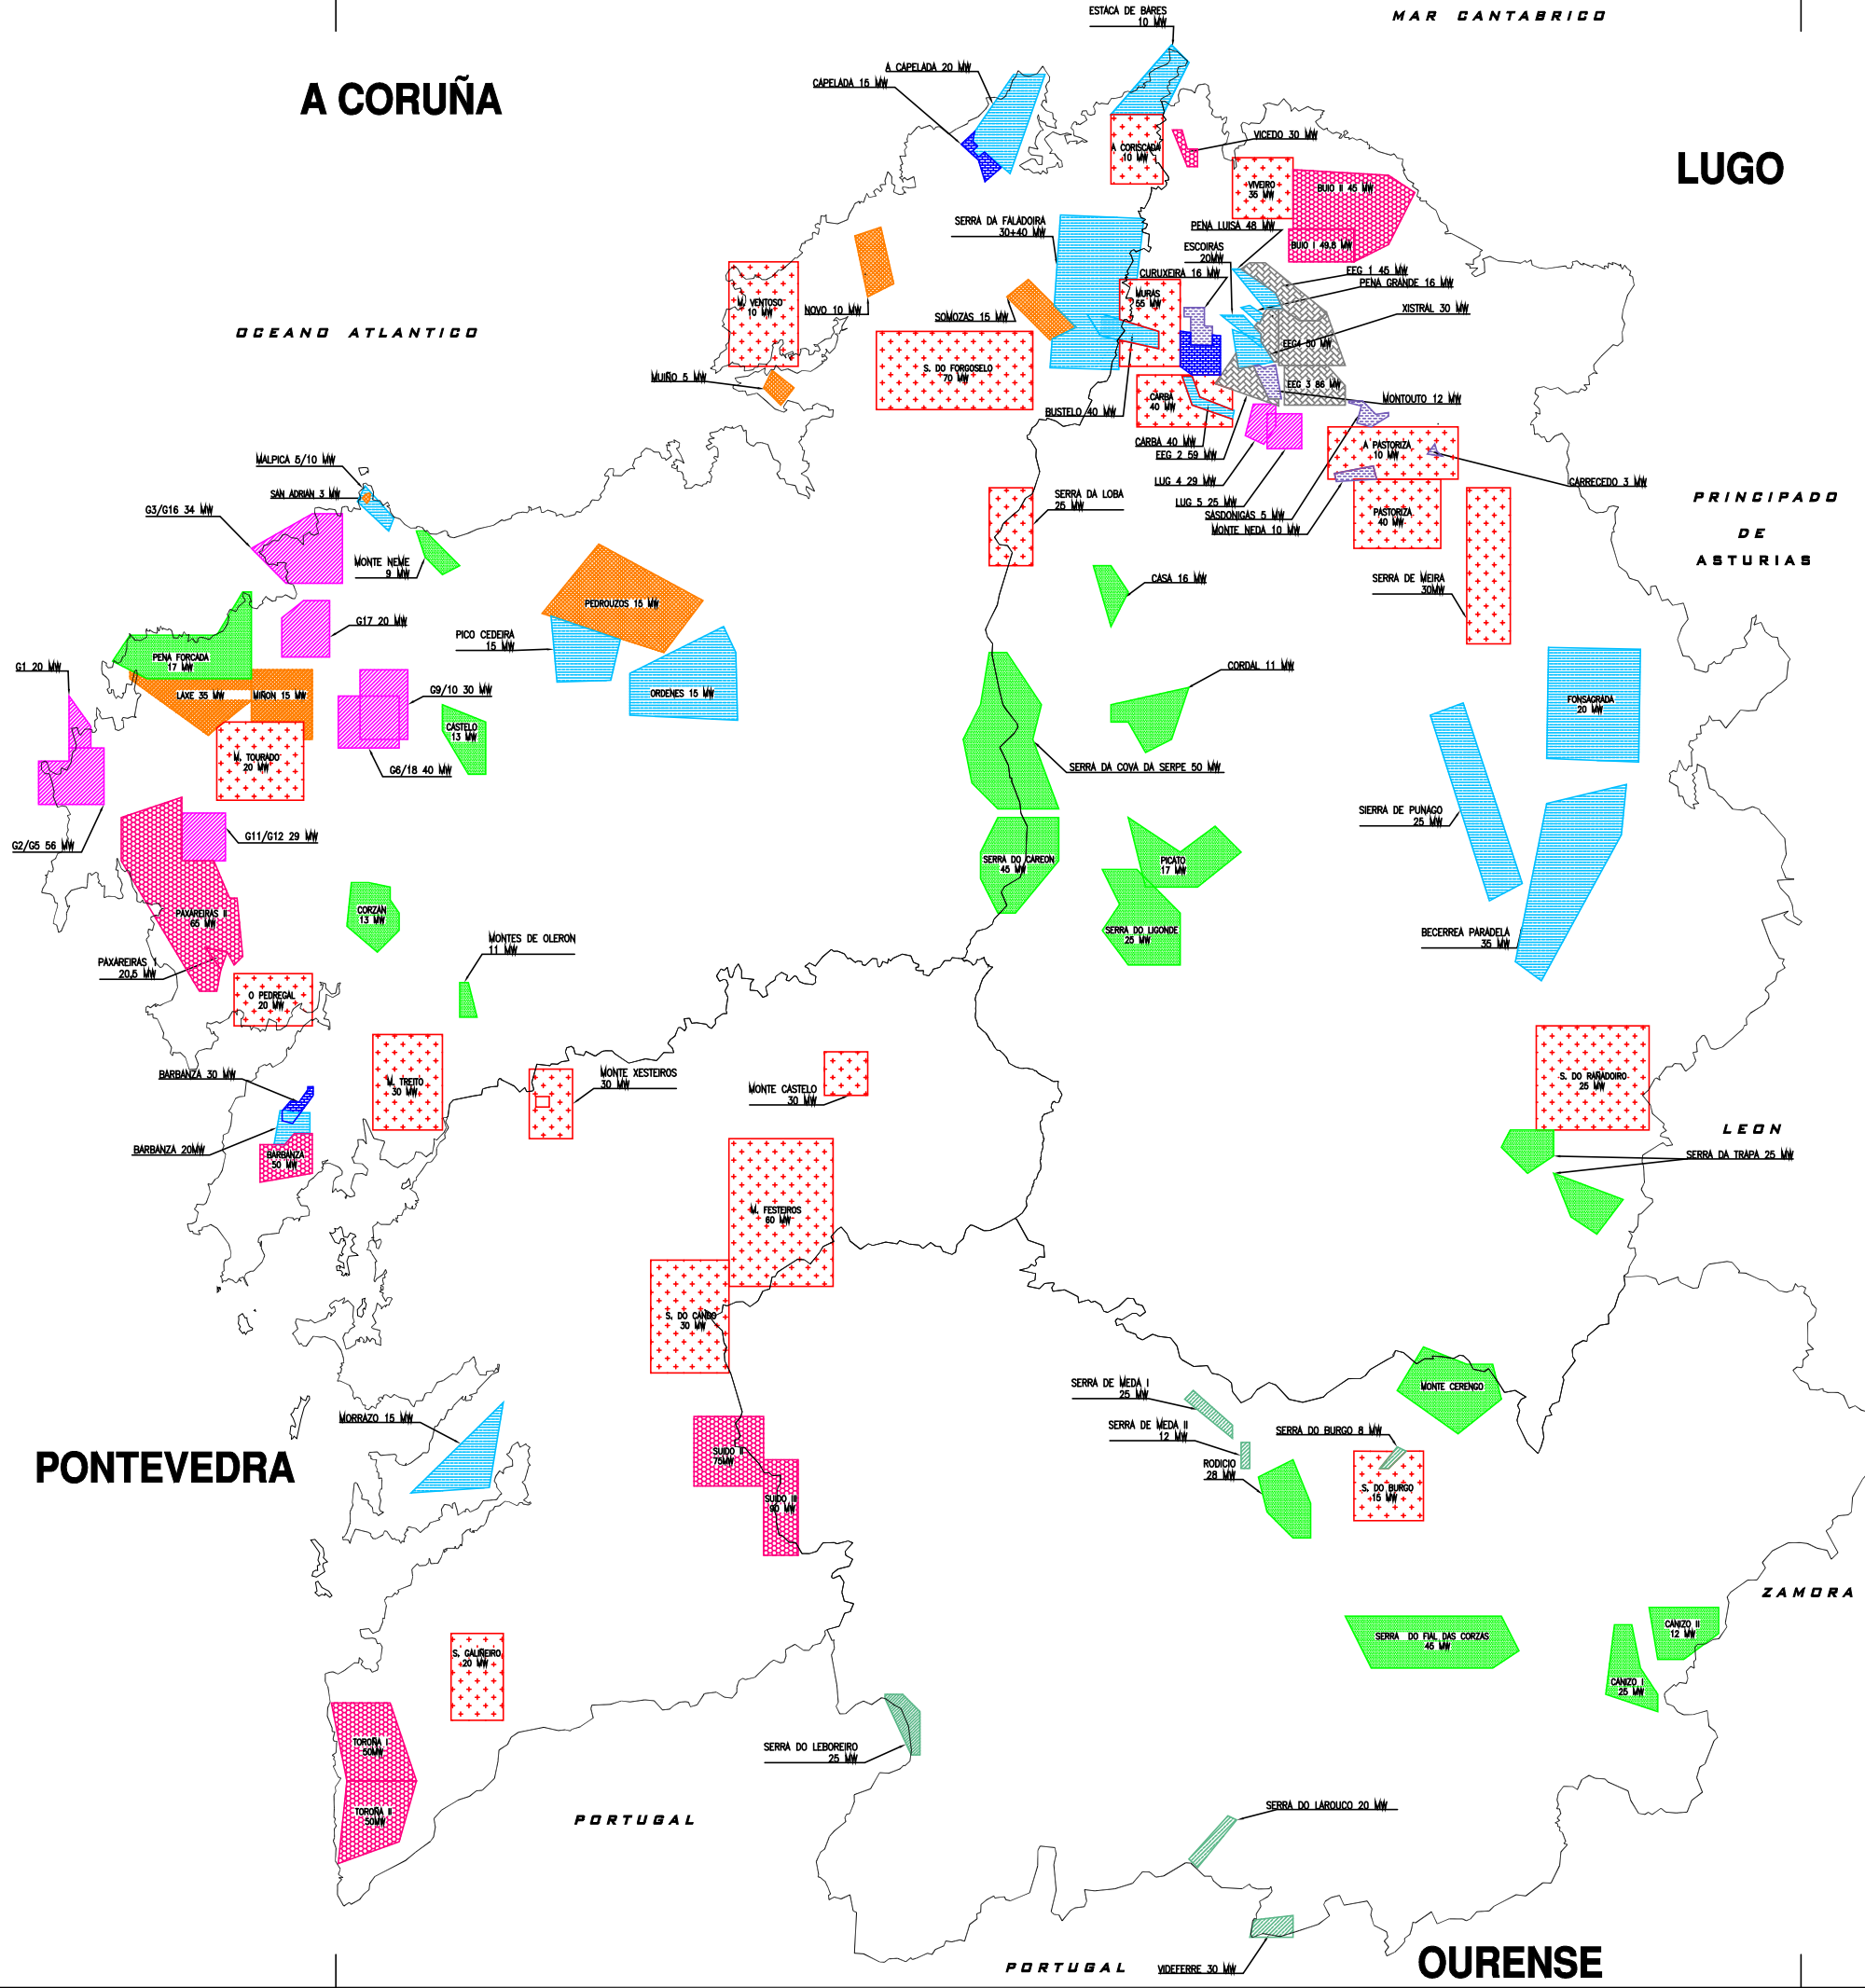 ESTACA DE BARES
10 MW
MAR CANTABRICO
A CORUÑA
A CAPELADA 20 MW
CAPELADA 15 MW
A CORISCADA
10 MW
VICEDO 30 MW
LUGO
VIVEIRO
35 MW
BUIO II 45 MW
SERRA DA FALADOIRA
30+40 MW
PENA LUISA 48 MW
ESCOIRAS
20MW
BUIO I 49.8 MW
CURUXEIRA 16 MW
EEG 1 45 MW
PENA GRANDE 16 MW
M. VENTOSO
10 MW
NOVO 10 MW
MURAS
55 MW
XISTRAL 30 MW
SOMOZAS 15 MW
OCEANO ATLANTICO
EEG4 50 MW
S. DO FORGOSELO
70 MW
MUIÑO 5 MW
EEG 3 86 MW
CARBA
40 MW
MONTOUTO 12 MW
BUSTELO 40 MW
CARBA 40 MW
EEG 2 59 MW
A PASTORIZA
10 MW
MALPICA 5/10 MW
LUG 4 29 MW
CARRECEDO 3 MW
SAN ADRIAN 3 MW
SERRA DA LOBA
25 MW
LUG 5 25 MW
SASDONIGAS 5 MW
MONTE NEDA 10 MW
PASTORIZA
40 MW
PRINCIPADO
DE
ASTURIAS
G3/G16 34 MW
MONTE NEME
9 MW
CASA 16 MW
SERRA DE MEIRA
30MW
PEDROUZOS 15 MW
G17 20 MW
PICO CEDEIRA
15 MW
PENA FORCADA
17 MW
G1 20 MW
LAXE 35 MW
MIÑON 15 MW
G9/10 30 MW
ORDENES 15 MW
CORDAL 11 MW
FONSAGRADA
20 MW
CASTELO
13 MW
M. TOURADO
20 MW
G6/18 40 MW
SERRA DA COVA DA SERPE 50 MW
SIERRA DE PUNAGO
25 MW
G11/G12 29 MW
G2/G5 56 MW
SERRA DO CAREON
45 MW
PICATO
17 MW
CORZAN
13 MW
PAXAREIRAS II
65 MW
SERRA DO LIGONDE
25 MW
BECERREA PARADELA
35 MW
MONTES DE OLERON
11 MW
PAXAREIRAS I
20.5 MW
O PEDREGAL
20 MW
BARBANZA 30 MW
M. TREITO
30 MW
MONTE XESTEIROS
30 MW
MONTE CASTELO
30 MW
S. DO RAÑADOIRO
25 MW
LEON
BARBANZA 20MW
BARBANZA
50 MW
SERRA DA TRAPA 25 MW
M. FESTEIROS
60 MW
S. DO CANDO
30 MW
SERRA DE MEDA I
25 MW
MONTE CERENGO
MORRAZO 15 MW
SERRA DE MEDA II
12 MW
SERRA DO BURGO 8 MW
PONTEVEDRA
SUIDO II
75MW
RODICIO
28 MW
S. DO BURGO
15 MW
SUIDO III
ZAMORA
CANIZO II
12 MW
SERRA DO FIAL DAS CORZAS
45 MW
S. GALIÑEIRO
20 MW
CANIZO I
25 MW
TOROÑA I
50MW
SERRA DO LEBOREIRO
25 MW
TOROÑA II
50MW
PORTUGAL
SERRA DO LAROUCO 20 MW
OURENSE
PORTUGAL
VIDEFERRE 30 MW